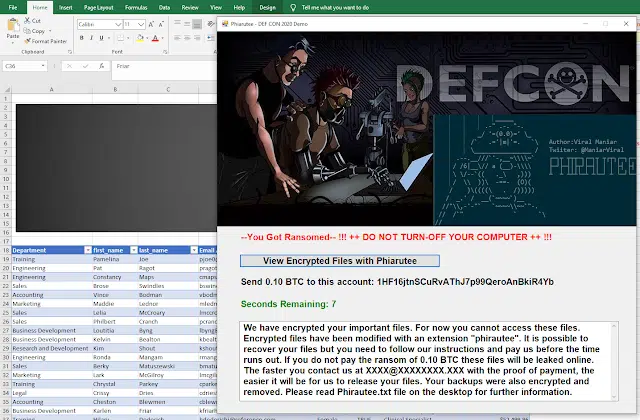 File Home Insert Page Layout Formulas Data Review View Design Tell me what you want to do
Cut
Copy
Paste
Format Painter
Clipboard
Calibri 11
Font
C36 Friar
Phirautee - DEF CON 2020 Demo
A B C D
DEFCON
Author:Viral Maniar
Twiiter: @ManiarViral
PHIRAUTEE
--You Got Ransomed-- !!! ++ DO NOT TURN-OFF YOUR COMPUTER ++ !!!
View Encrypted Files with Phirautee
Send 0.10 BTC to this account: 1HF16jtnSCuRvAThJ7p99QeroAnBkiR4Yb
Seconds Remaining: 7
We have encrypted your important files. For now you cannot access these files.
Encrypted files have been modified with an extension "phirautee". It is possible to
recover your files but you need to follow our instructions and pay us before the time
runs out. If you do not pay the ransom of 0.10 BTC these files will be leaked online.
The faster you contact us at XXXX@XXXXXXXX.XXX with the proof of payment, the
easier it will be for us to release your files. Your backups were also encrypted and
removed. Please read Phirautee.txt file on the desktop for further information.
18 Department first_name last_name Email
19 Training Pamelina Joe
20 Engineering Pat Ragot
21 Engineering Constancy Maps
22 Sales Brose Swindles
23 Accounting Vince Bodman
24 Marketing Maddie Lednor
25 Sales Lelia McCroary
26 Sales Philbert Cranch
27 Business Development Loutitia Byng
28 Business Development Kelvin Brealey
29 Research and Development Kim Shout
30 Engineering Ronda Mangam
31 Sales Berky Matuszewski
32 Marketing Lark McGilroy
33 Training Chrystal Parkey
34 Legal Crissy Dries
35 Accounting Chiston Blewmen
36 Business Development Karlen Friar